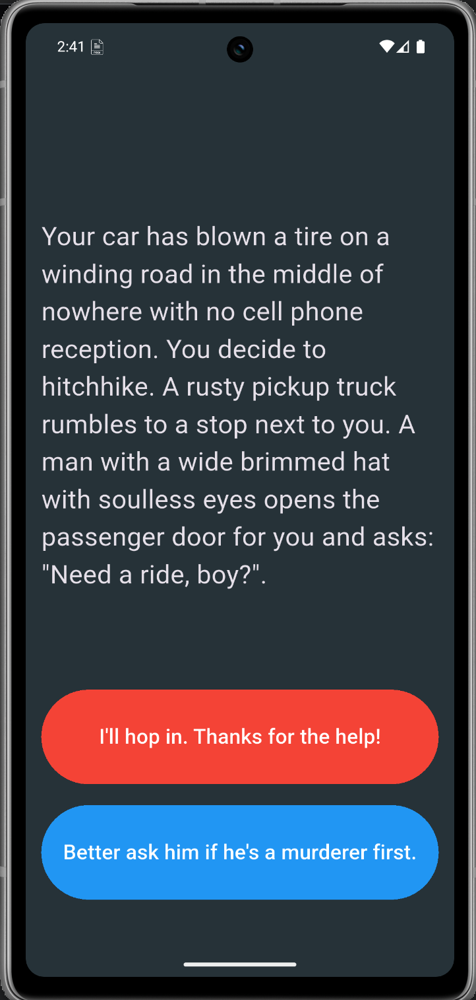 2:41
Your car has blown a tire on a
winding road in the middle of
nowhere with no cell phone
reception. You decide to
hitchhike. A rusty pickup truck
rumbles to a stop next to you. A
man with a wide brimmed hat
with soulless eyes opens the
passenger door for you and asks:
"Need a ride, boy?".
I'll hop in. Thanks for the help!
Better ask him if he's a murderer first.